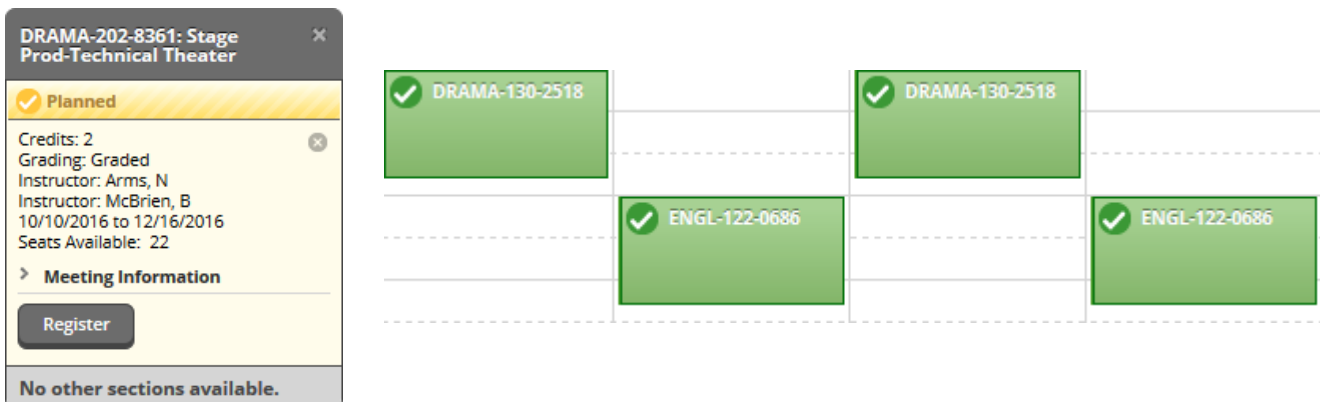 DRAMA-202-8361: Stage
Prod-Technical Theater
Planned
Credits: 2
Grading: Graded
Instructor: Arms, N
Instructor: McBrien, B
10/10/2016 to 12/16/2016
Seats Available: 22
Meeting Information
Register
No other sections available.
DRAMA-130-2518
DRAMA-130-2518
ENGL-122-0686
ENGL-122-0686